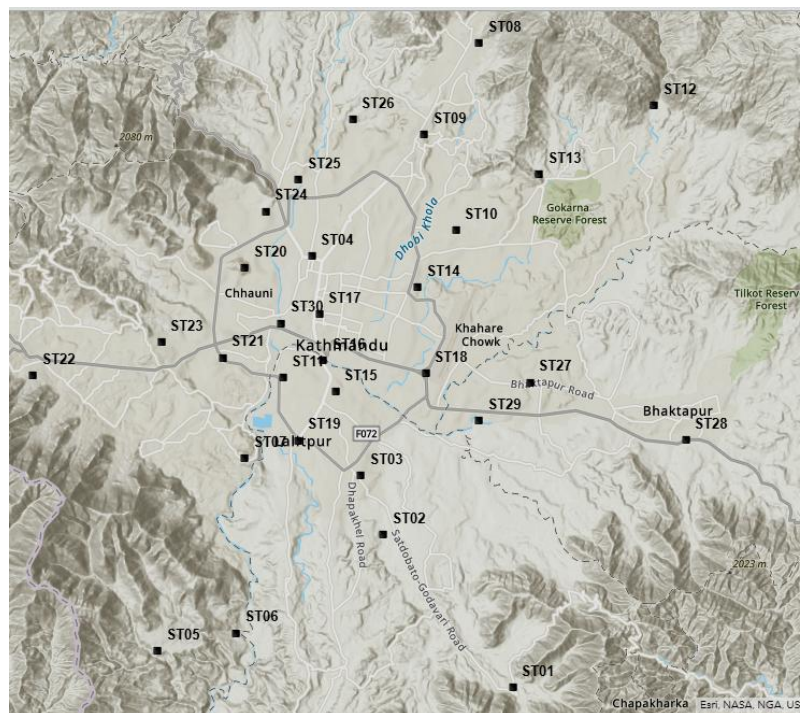 ST08
ST12
ST26
ST09
2080 m
ST25
ST13
ST24
Gokarna
Reserve Forest
ST10
Dhobi Khola
ST04
ST20
Chhauni
ST14
Tilkot Reserve
Forest
ST30
ST17
Khahare
Chowk
ST23
ST21
Kathmandu
ST16
ST22
ST11
ST18
ST27
Bhaktapur Road
ST15
ST29
Bhaktapur
ST28
ST19
F072
ST07
ST03
Dhapakhel Road
ST02
Satdobato-Godavari Road
2023 m
ST06
ST05
ST01
Chapakharka
Esri, NASA, NGA, US